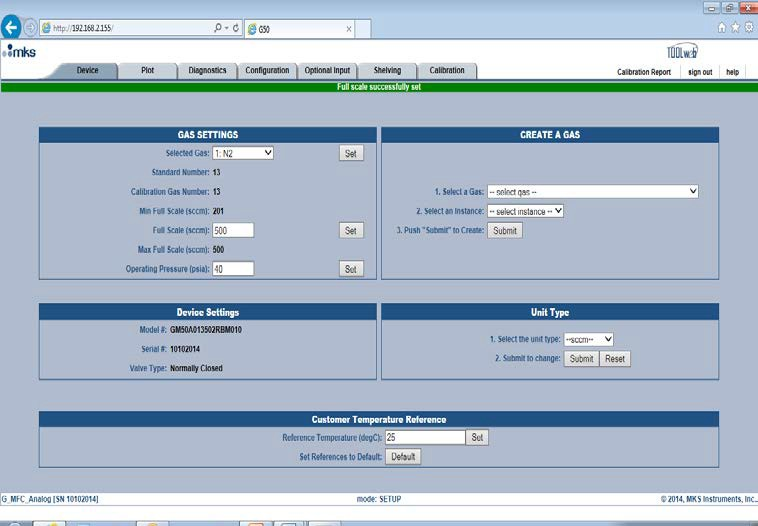 http://192.168.2.155/
G50
mks
TOOLweb
Device Plot Diagnostics Configuration Optional Input Shelving Calibration
Calibration Report sign out help
Full scale successfully set
GAS SETTINGS
Selected Gas: 1: N2 Set
Standard Number: 13
Calibration Gas Number: 13
Min Full Scale (sccm): 201
Full Scale (sccm): 500 Set
Max Full Scale (sccm): 500
Operating Pressure (psia): 40 Set
CREATE A GAS
1. Select a Gas: -- select gas --
2. Select an Instance: -- select instance --
3. Push "Submit" to Create: Submit
Device Settings
Model #: GM50A013502RBM010
Serial #: 10102014
Valve Type: Normally Closed
Unit Type
1. Select the unit type: --sccm--
2. Submit to change: Submit Reset
Customer Temperature Reference
Reference Temperature (degC): 25 Set
Set References to Default: Default
G_MFC_Analog [SN 10102014] mode: SETUP © 2014, MKS Instruments, Inc..